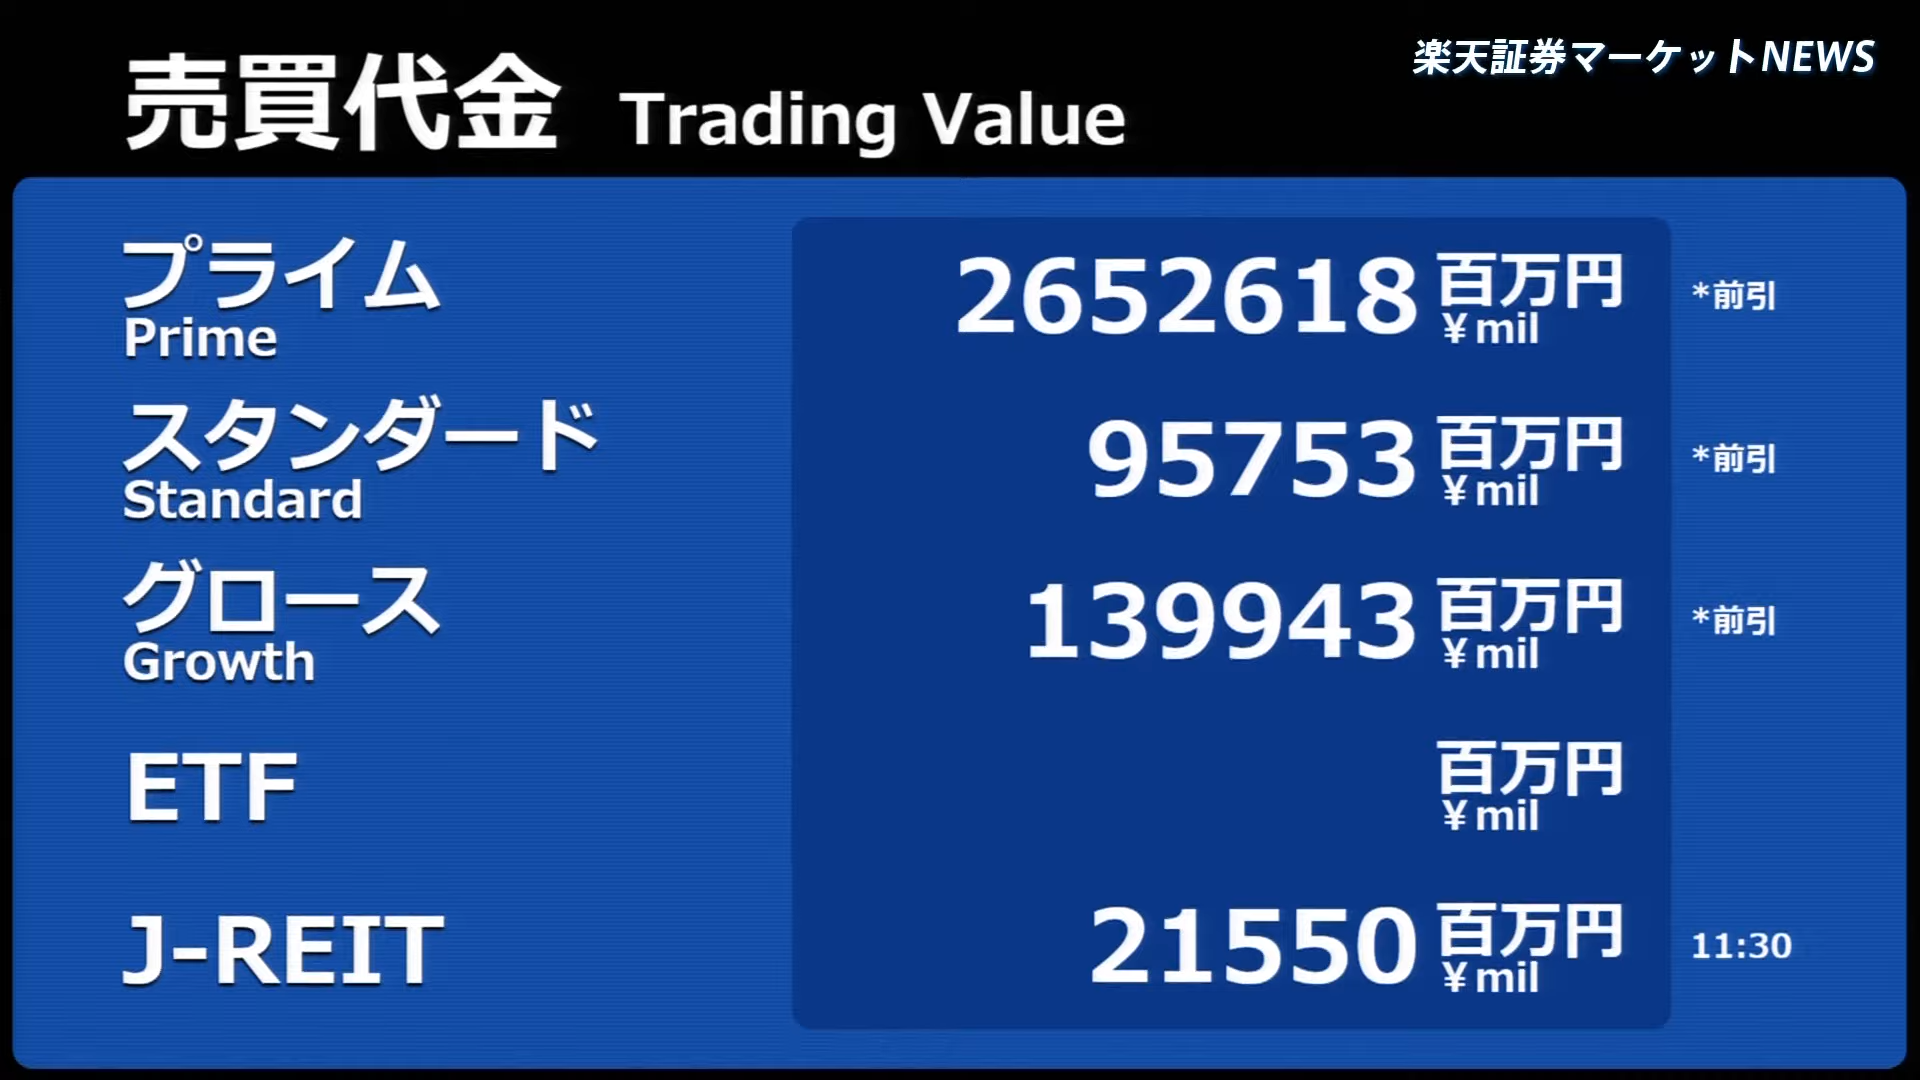 売買代金 Trading Value
楽天証券マーケットNEWS
プライム 2652618 百万円 *前引
Prime ¥mil
スタンダード 95753 百万円 *前引
Standard ¥mil
グロース 139943 百万円 *前引
Growth ¥mil
ETF 百万円
¥mil
J-REIT 21550 百万円 11:30
¥mil